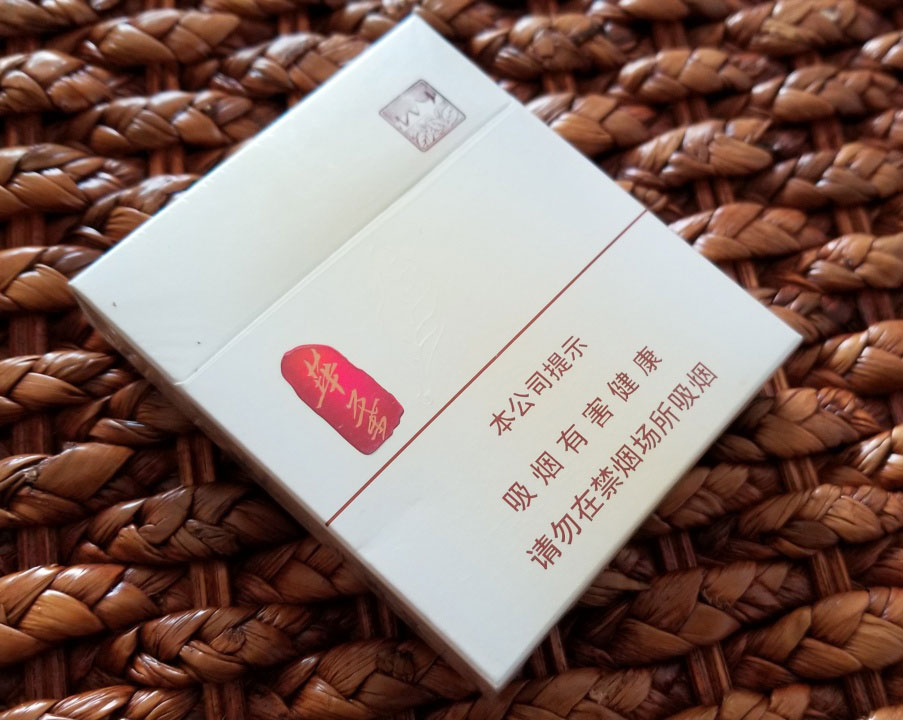 本公司提示
吸烟有害健康
请勿在禁烟场所吸烟